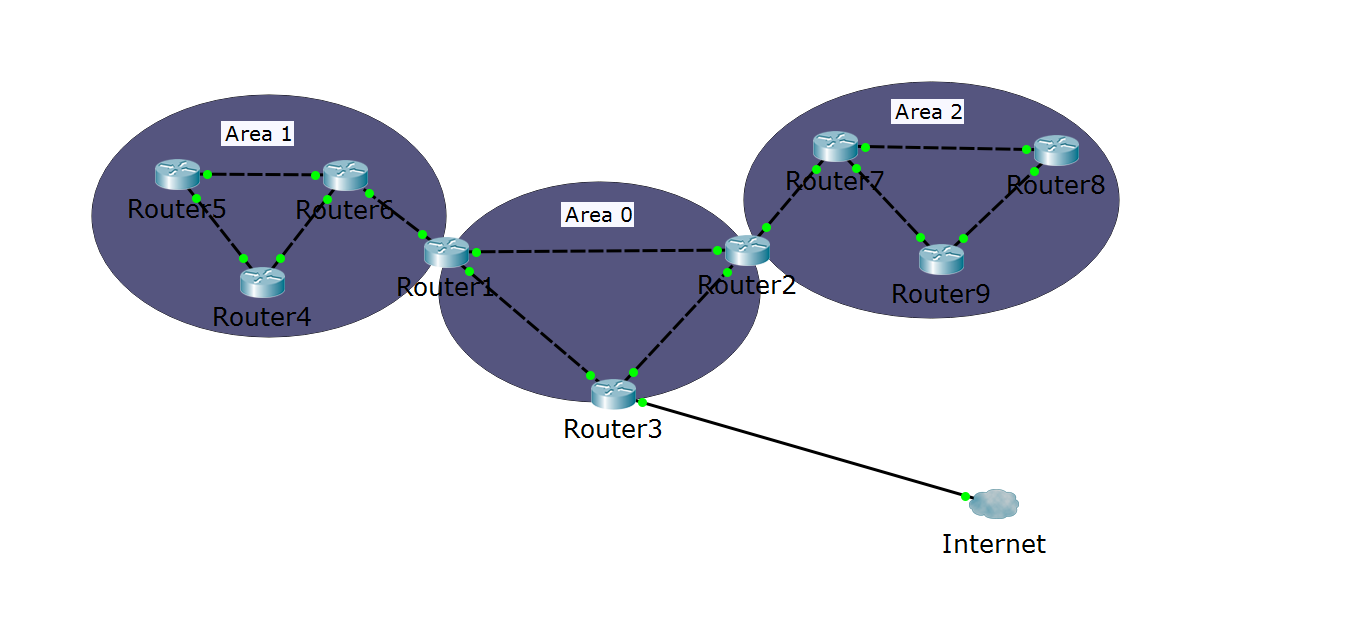 Area 1
Router5
Router6
Router4
Area 0
Router1
Router2
Router3
Area 2
Router7
Router8
Router9
Internet